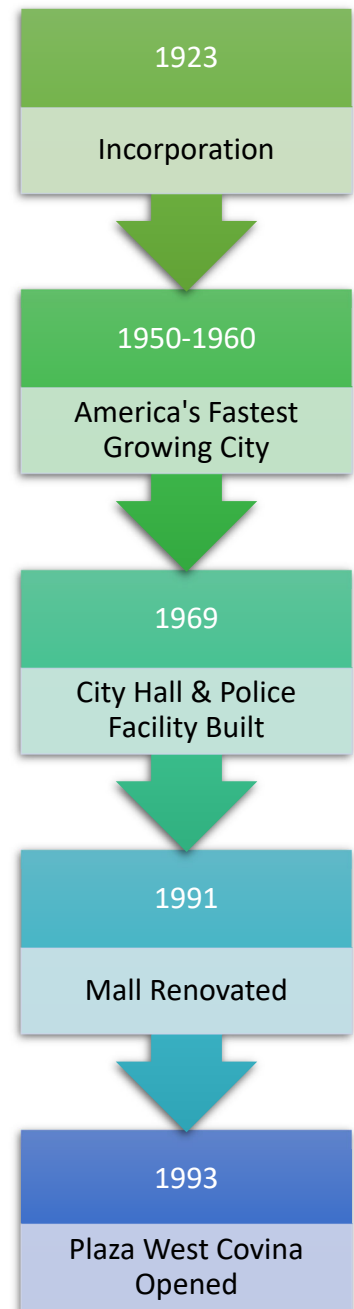 1923
Incorporation
1950-1960
America's Fastest
Growing City
1969
City Hall & Police
Facility Built
1991
Mall Renovated
1993
Plaza West Covina
Opened